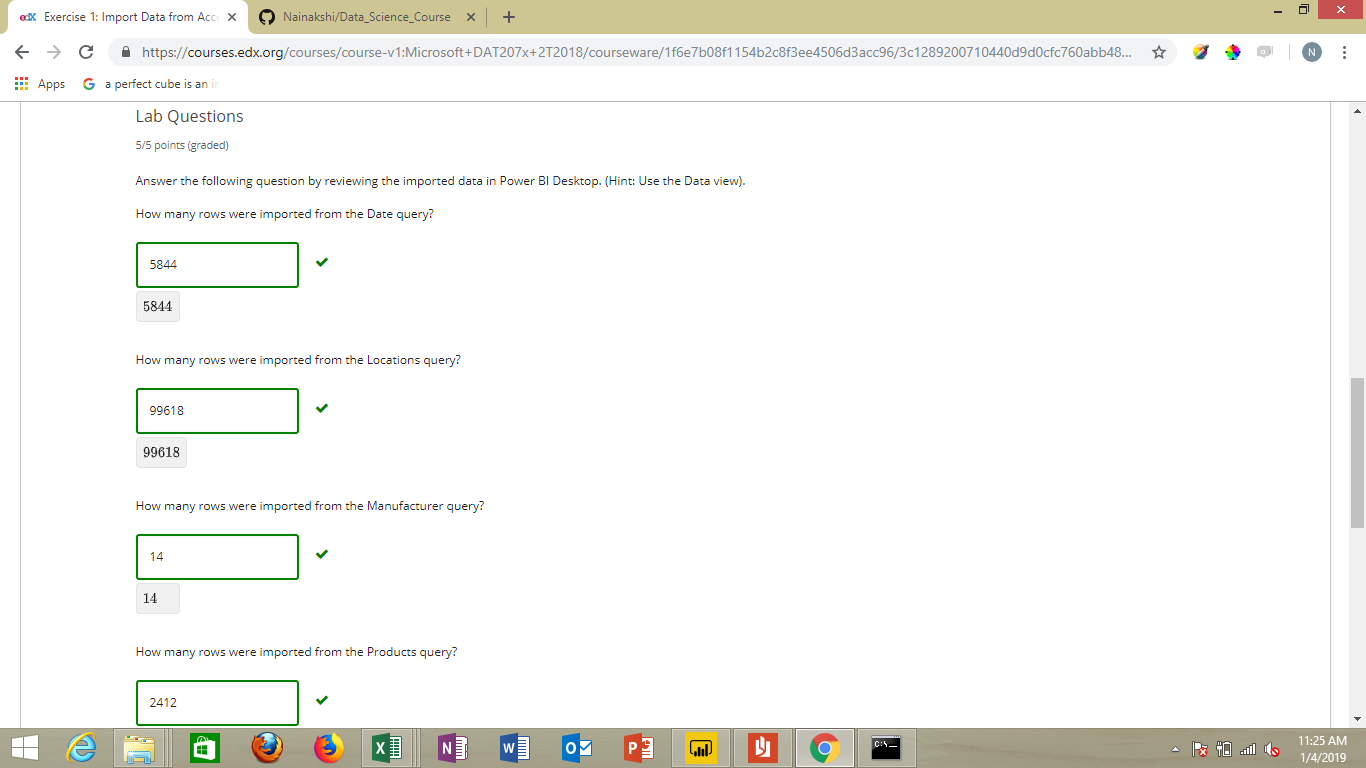 edX Exercise 1: Import Data from Acc
Nainakshi/Data_Science_Course
https://courses.edx.org/courses/course-v1:Microsoft+DAT207x+2T2018/courseware/1f6e7b08f1154b2c8f3ee4506d3acc96/3c1289200710440d9d0cfc760abb48...
N
Apps
G a perfect cube is an i
Lab Questions
5/5 points (graded)
Answer the following question by reviewing the imported data in Power BI Desktop. (Hint: Use the Data view).
How many rows were imported from the Date query?
5844
5844
How many rows were imported from the Locations query?
99618
99618
How many rows were imported from the Manufacturer query?
14
14
How many rows were imported from the Products query?
2412
11:25 AM
1/4/2019